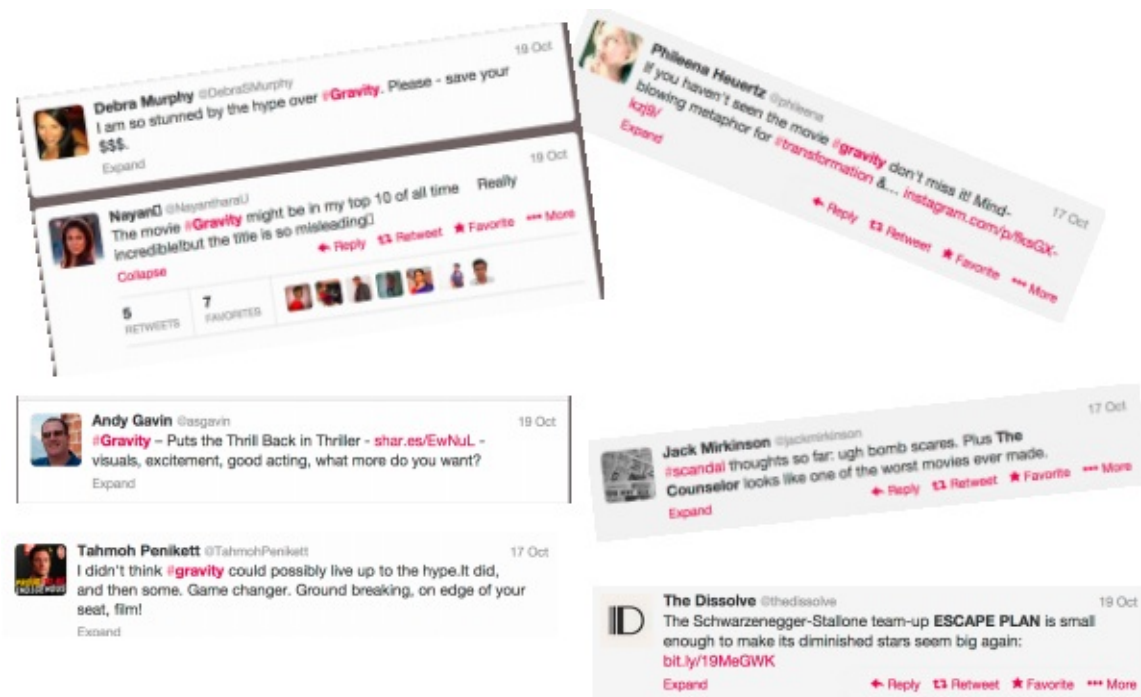 Debra Murphy @DebraSMurphy 19 Oct
I am so stunned by the hype over #Gravity. Please - save your
$$$.
Expand
Nayan @NayantharaU 19 Oct
The movie #Gravity might be in my top 10 of all time Really
incredible!but the title is so misleading
Reply Retweet Favorite More
Collapse
5 7
RETWEETS FAVORITES
Phileena Heuertz @phileena 17 Oct
If you haven't seen the movie #gravity don't miss it! Mind-
blowing metaphor for #transformation &... instagram.com/p/fksGX-
kzj9/
Expand
Reply Retweet Favorite More
Andy Gavin @asgavin 19 Oct
#Gravity – Puts the Thrill Back in Thriller - shar.es/EwNuL -
visuals, excitement, good acting, what more do you want?
Expand
Jack Mirkinson @jackmirkinson 17 Oct
#scandal thoughts so far: ugh bomb scares. Plus The
Counselor looks like one of the worst movies ever made.
Expand Reply Retweet Favorite More
Tahmoh Penikett @TahmohPenikett 17 Oct
I didn't think #gravity could possibly live up to the hype.It did,
and then some. Game changer. Ground breaking, on edge of your
seat, film!
Expand
The Dissolve @thedissolve 19 Oct
The Schwarzenegger-Stallone team-up ESCAPE PLAN is small
enough to make its diminished stars seem big again:
bit.ly/19MeGWK
Expand Reply Retweet Favorite More